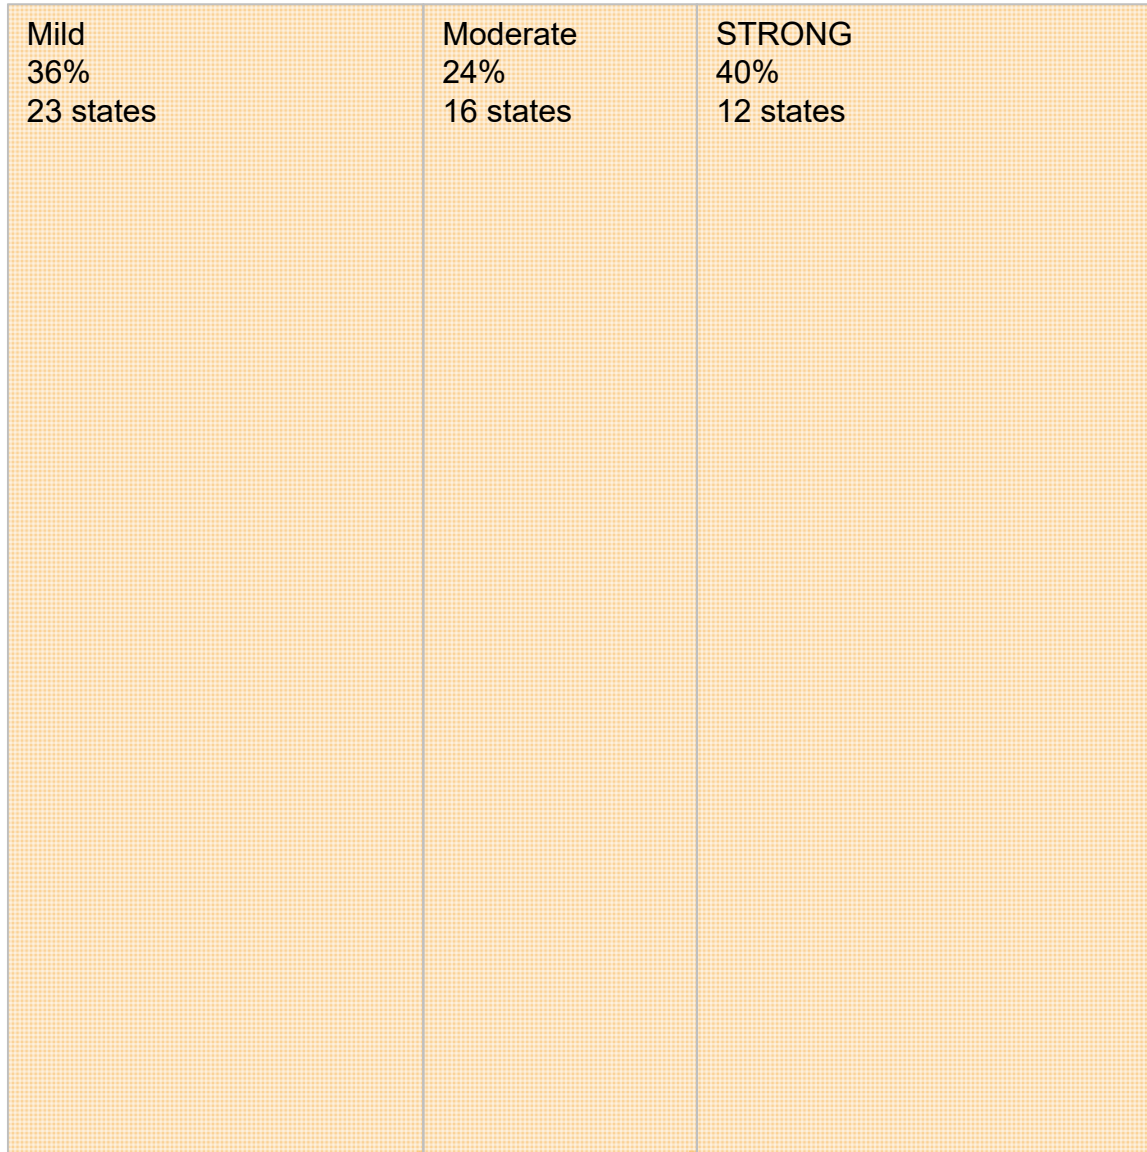 Mild
36%
23 states
Moderate
24%
16 states
STRONG
40%
12 states